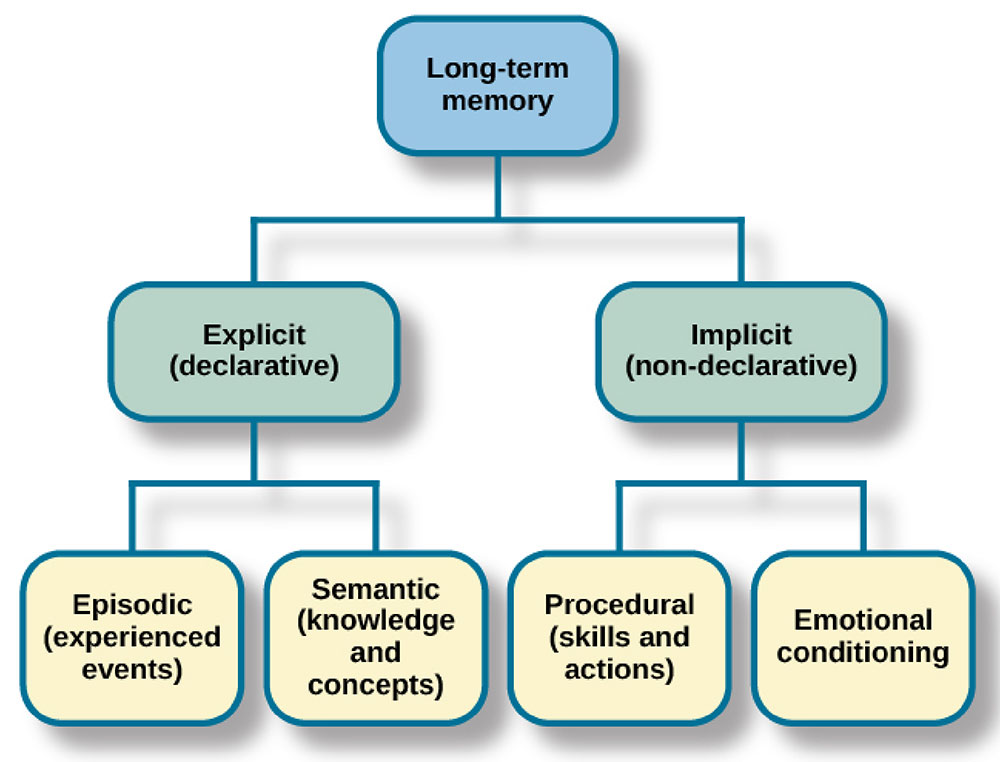 Long-term
memory
Explicit
(declarative)
Implicit
(non-declarative)
Episodic
(experienced
events)
Semantic
(knowledge
and
concepts)
Procedural
(skills and
actions)
Emotional
conditioning